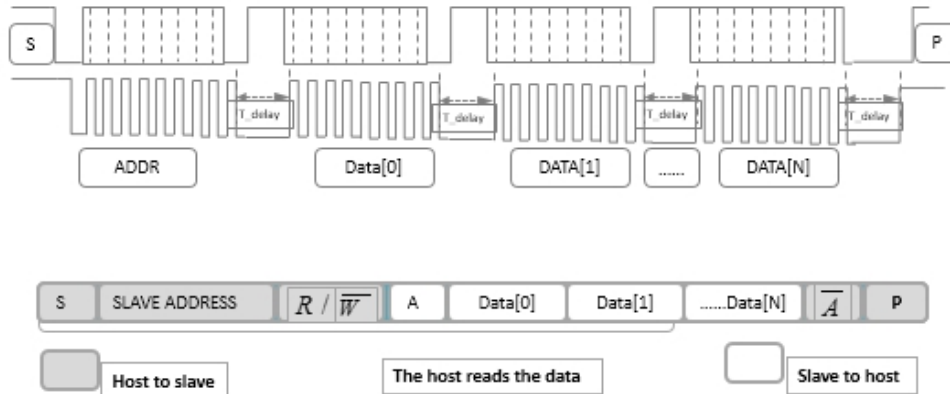 S
P
T_delay
T_delay
T_delay
T_delay
ADDR
Data[0]
DATA[1]
......
DATA[N]
S SLAVE ADDRESS R / W̅ A Data[0] Data[1] ......Data[N] A̅ P
Host to slave
The host reads the data
Slave to host